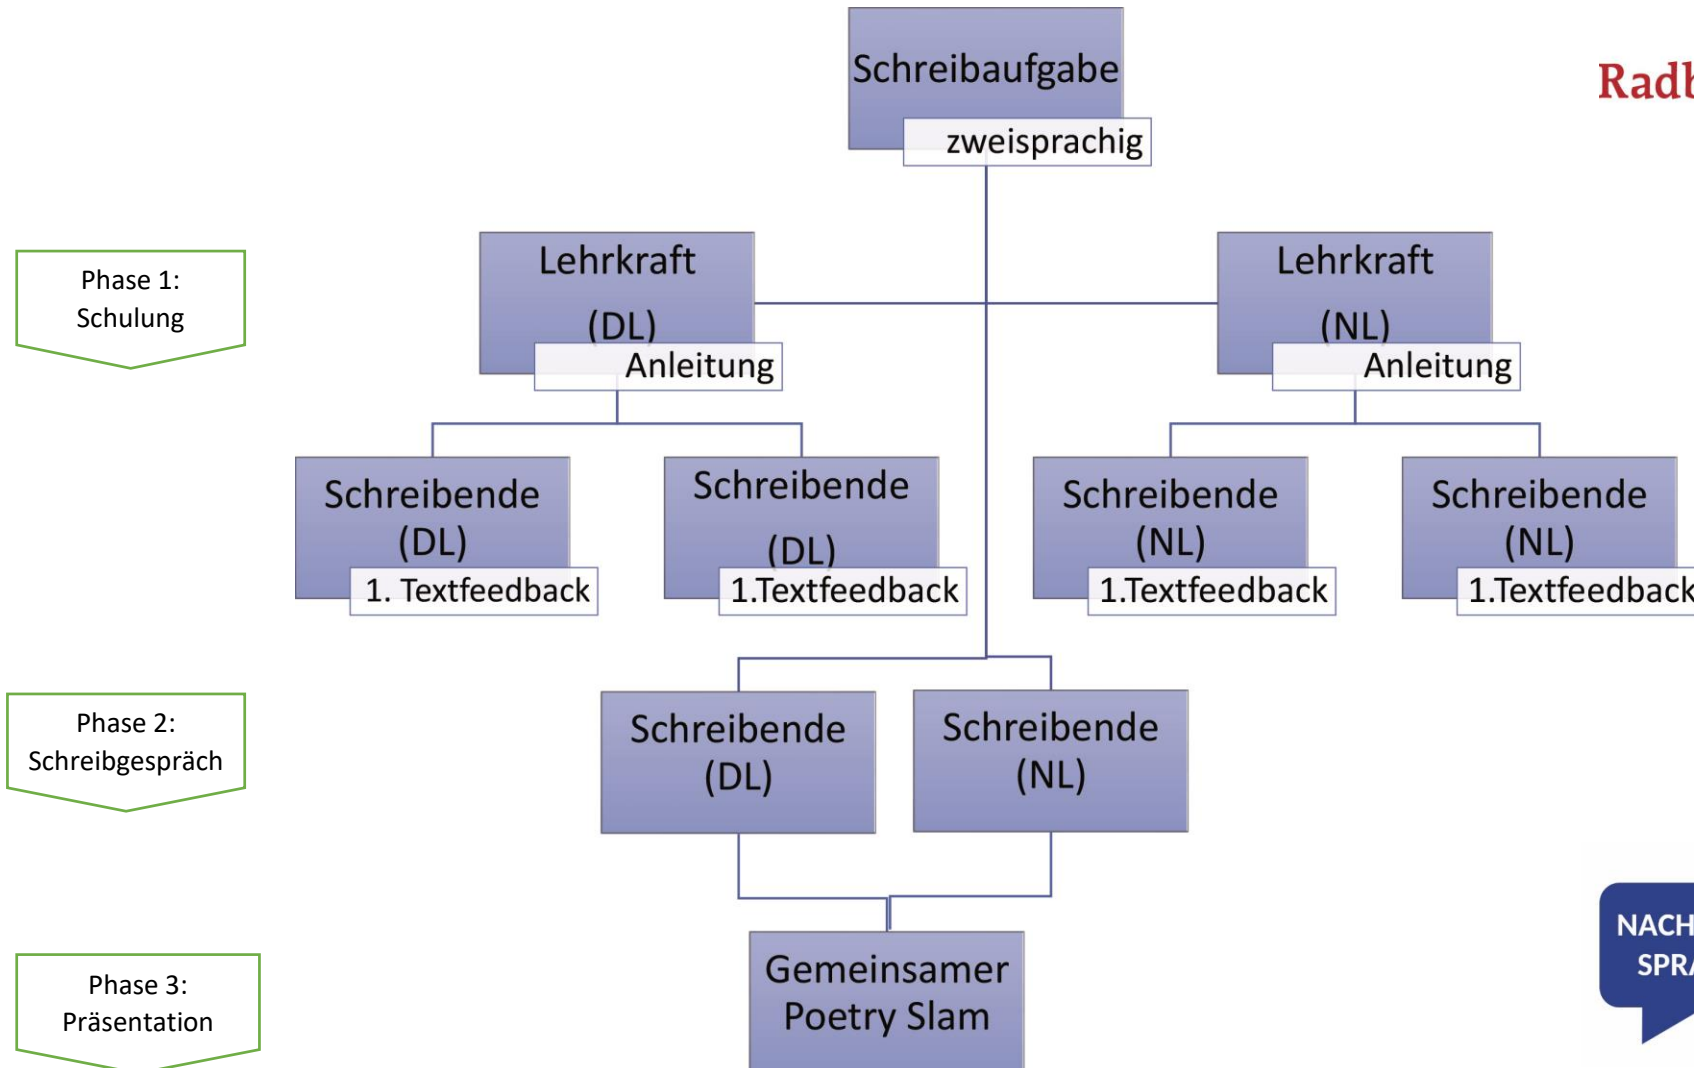 Schreibaufgabe
zweisprachig
Phase 1:
Schulung
Lehrkraft
(DL)
Anleitung
Lehrkraft
(NL)
Anleitung
Schreibende
(DL)
1. Textfeedback
Schreibende
(DL)
1.Textfeedback
Schreibende
(NL)
1.Textfeedback
Schreibende
(NL)
1.Textfeedback
Phase 2:
Schreibgespräch
Schreibende
(DL)
Schreibende
(NL)
Phase 3:
Präsentation
Gemeinsamer
Poetry Slam